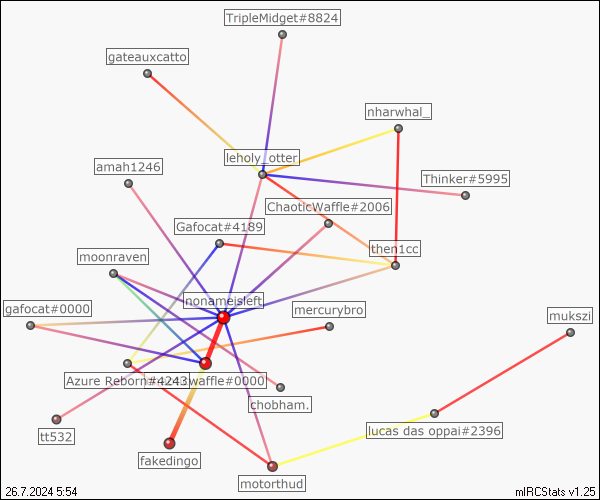 TripleMidget#8824
gateauxcatto
nharwhal_
leholy_otter
amah1246
Thinker#5995
ChaoticWaffle#2006
Gafocat#4189
then1cc
moonraven
nonameisleft
gafocat#0000
mercurybro
mukszi
Azure Reborn#4243
waffle#0000
chobham.
tt532
lucas das oppai#2396
fakedingo
motorthud
26.7.2024 5:54
mIRCStats v1.25